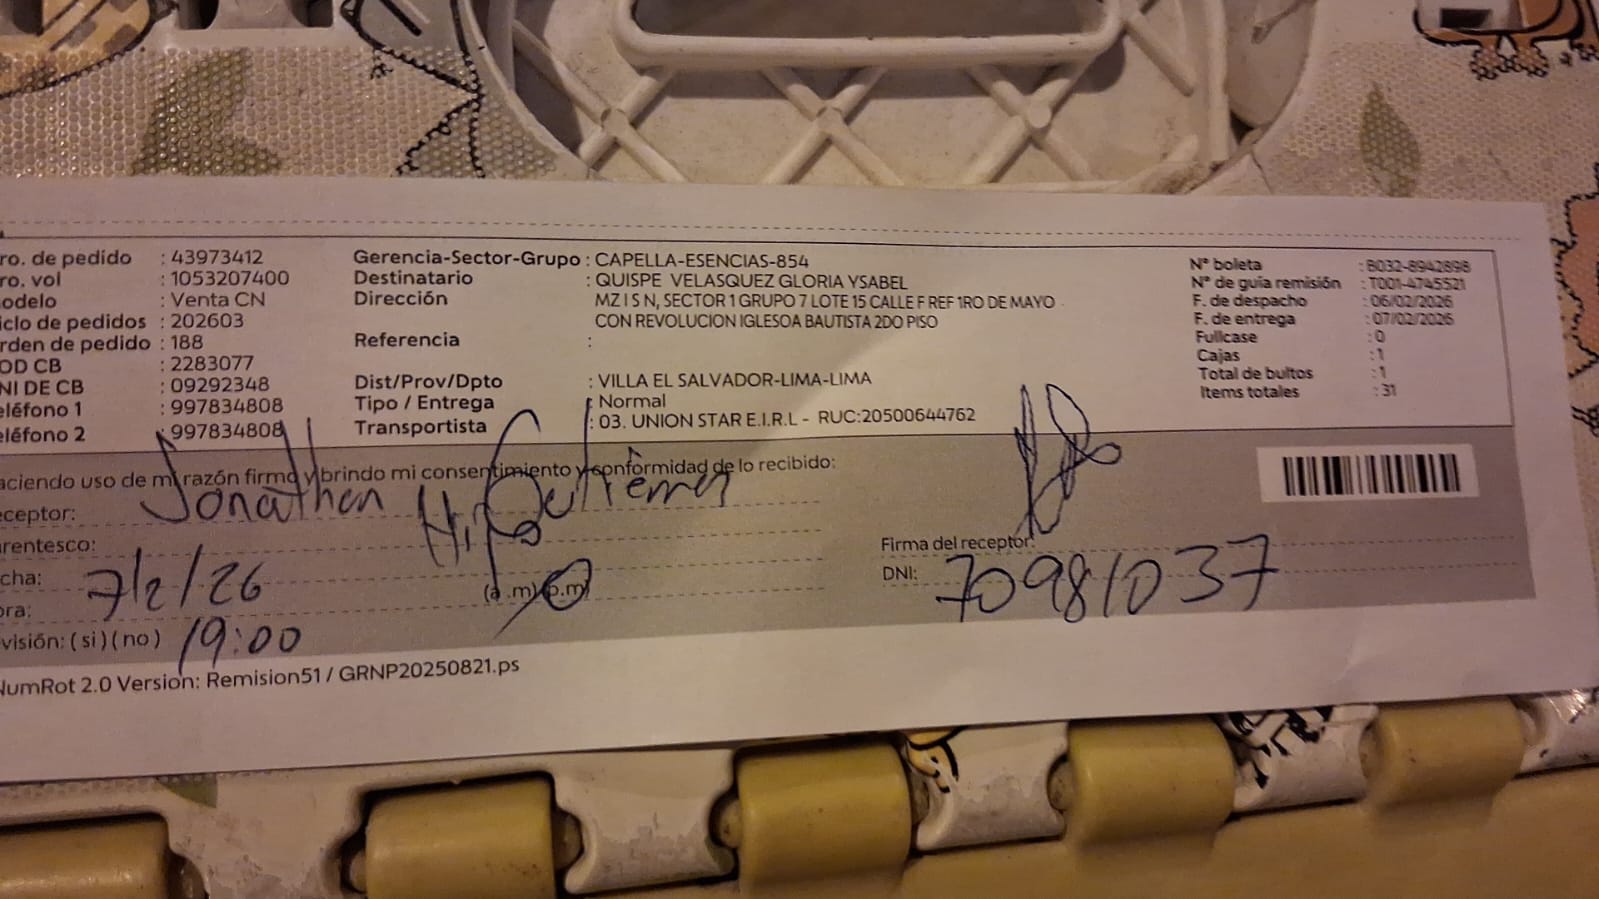 ro. de pedido : 43973412
ro. vol : 1053207400
odelo : Venta CN
iclo de pedidos : 202603
rden de pedido : 188
OD CB : 2283077
NI DE CB : 09292348
eléfono 1 : 997834808
eléfono 2 : 997834808
Gerencia-Sector-Grupo : CAPELLA-ESENCIAS-854
Destinatario : QUISPE VELASQUEZ GLORIA YSABEL
Dirección MZ I S N, SECTOR 1 GRUPO 7 LOTE 15 CALLE F REF 1RO DE MAYO
CON REVOLUCION IGLESOA BAUTISTA 2DO PISO
Referencia :
Dist/Prov/Dpto : VILLA EL SALVADOR-LIMA-LIMA
Tipo / Entrega : Normal
Transportista : 03. UNION STAR E.I.R.L - RUC:20500644762
N° boleta : B032-8942898
N° de guía remisión : T001-4745521
F. de despacho : 06/02/2026
F. de entrega : 07/02/2026
Fullcase : 0
Cajas : 1
Total de bultos : 1
Items totales : 31
aciendo uso de mi razón firmo y brindo mi consentimiento y conformidad de lo recibido:
eceptor: Jonathan Gutierrez
rentesco: Hijo
cha: 7/2/26 (a .m) (p.m)
ora: 19:00
visión: ( si ) ( no )
Firma del receptor:
DNI: 70981037
NumRot 2.0 Version: Remision51 / GRNP20250821.ps